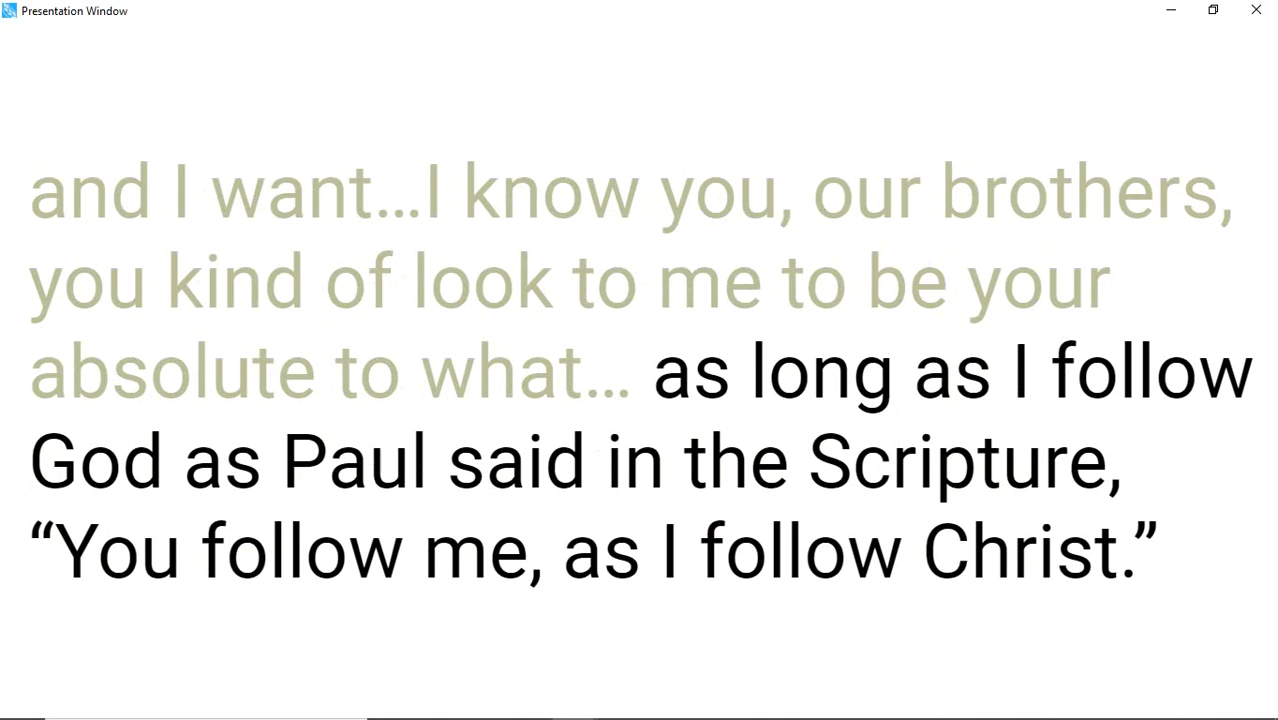 Presentation Window
and I want…I know you, our brothers,
you kind of look to me to be your
absolute to what… as long as I follow
God as Paul said in the Scripture,
“You follow me, as I follow Christ.”